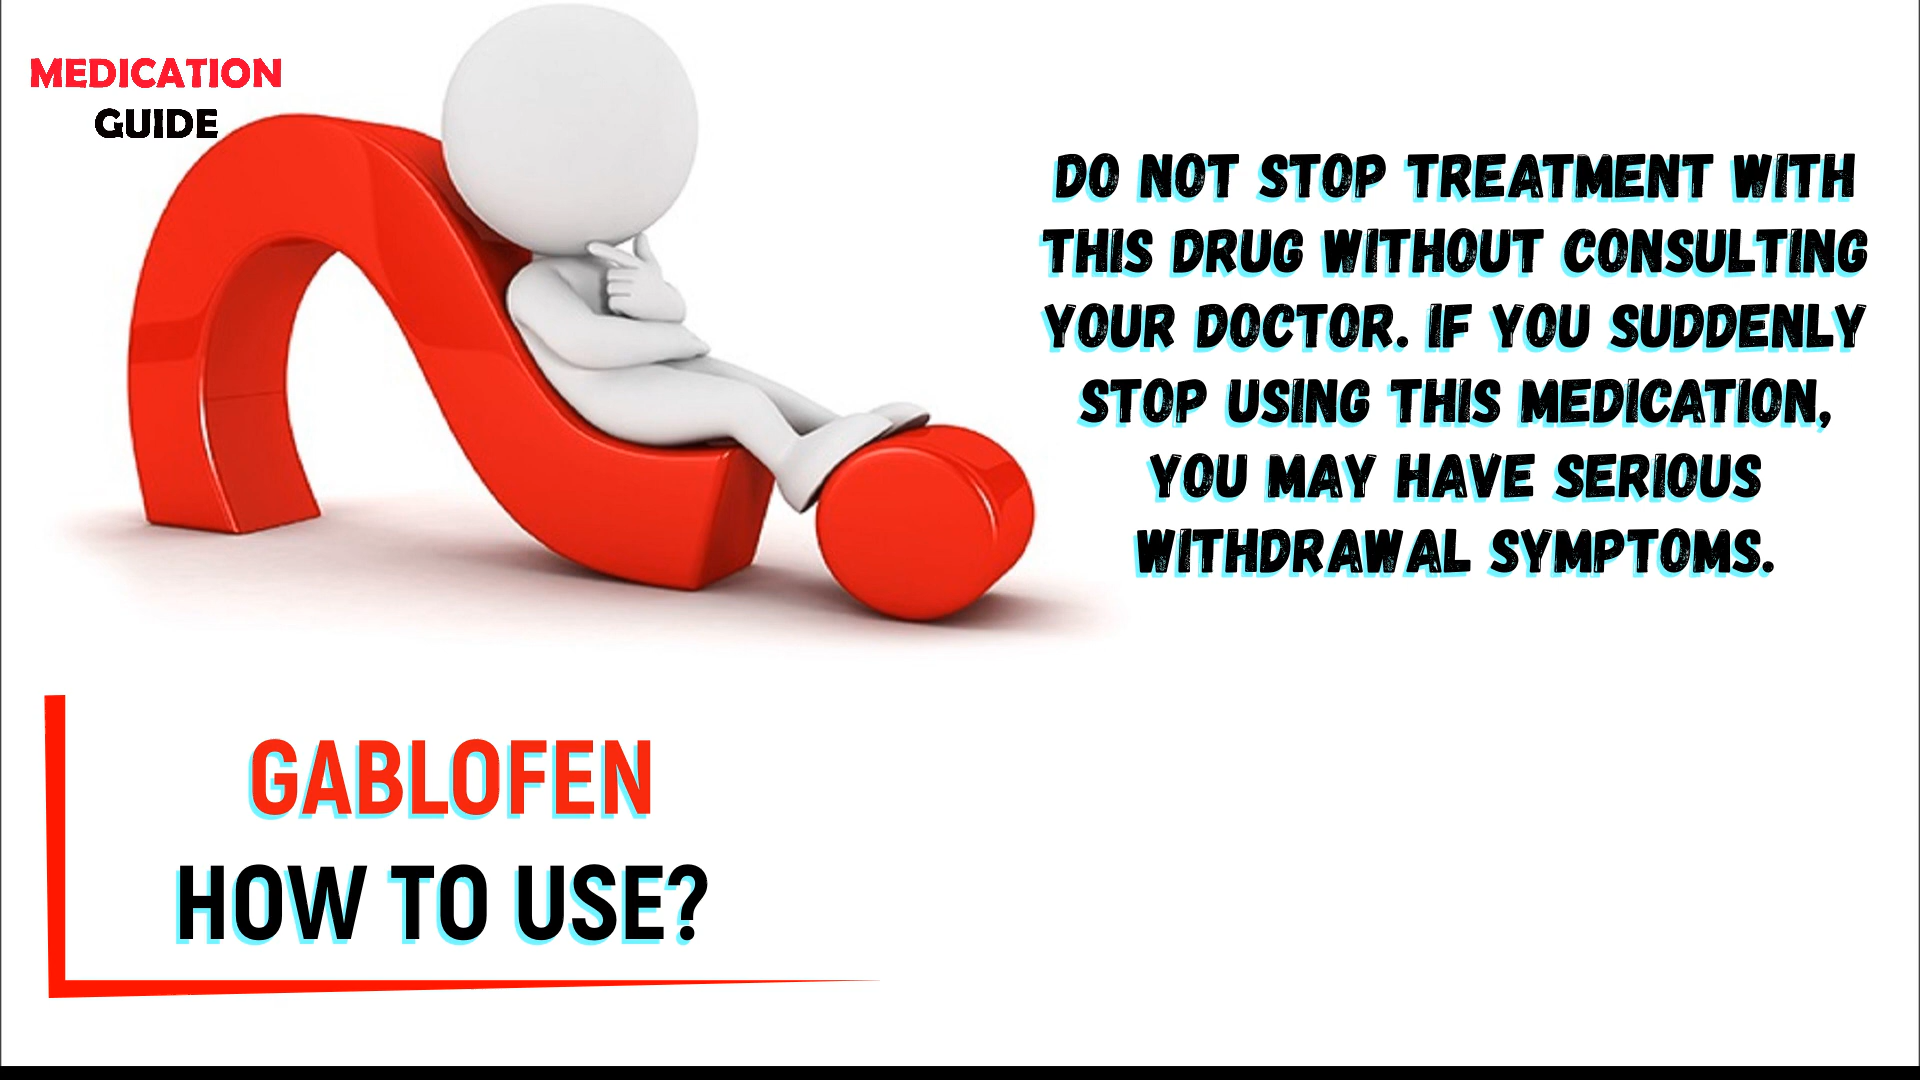 MEDICATION
GUIDE
DO NOT STOP TREATMENT WITH
THIS DRUG WITHOUT CONSULTING
YOUR DOCTOR. IF YOU SUDDENLY
STOP USING THIS MEDICATION,
YOU MAY HAVE SERIOUS
WITHDRAWAL SYMPTOMS.
GABLOFEN
HOW TO USE?